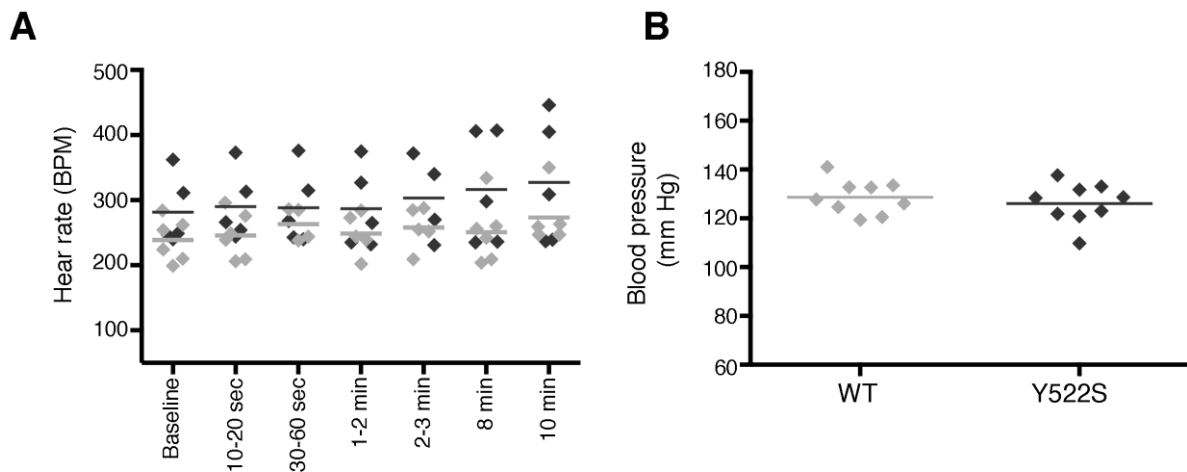 A
B
Hear rate (BPM)
500
400
300
200
100
Baseline
10-20 sec
30-60 sec
1-2 min
2-3 min
8 min
10 min
Blood pressure
(mm Hg)
180
160
140
120
100
80
60
WT
Y522S